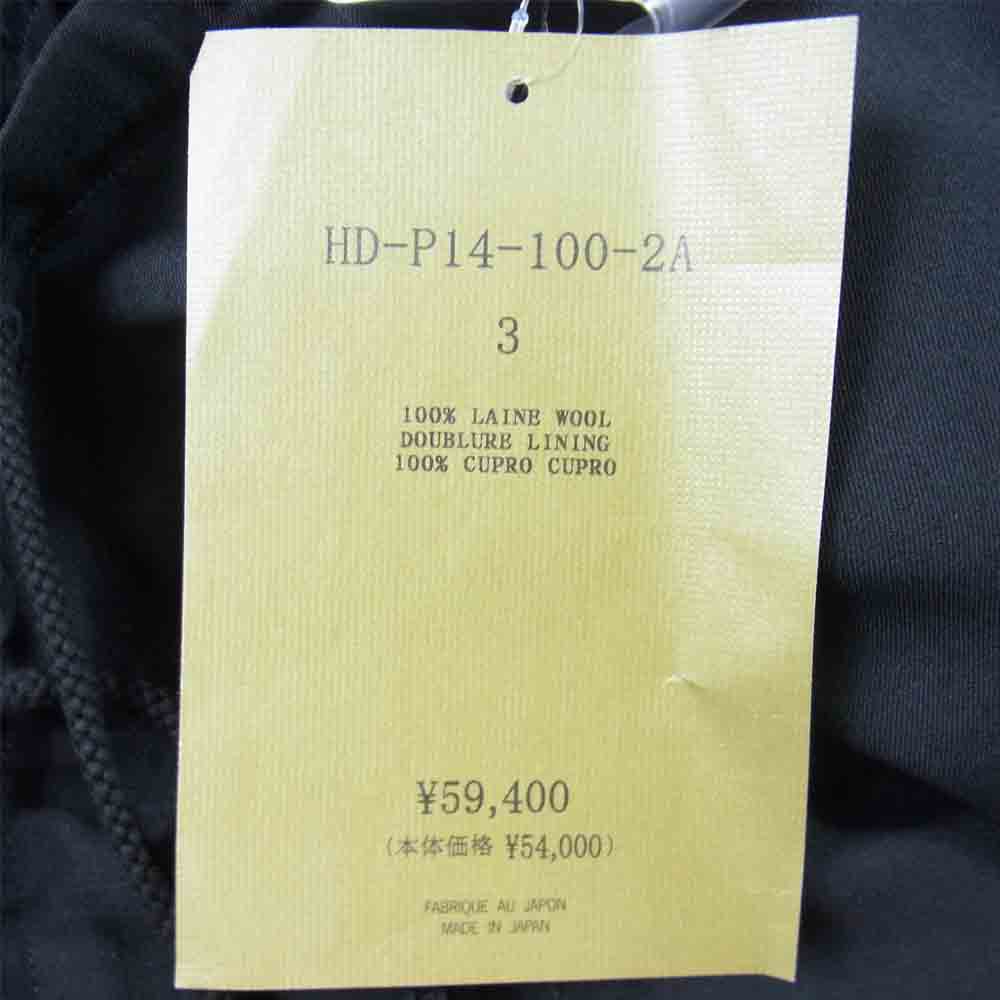 HD-P14-100-2A
3
100% LAINE WOOL
DOUBLURE LINING
100% CUPRO CUPRO
¥59,400
(本体価格 ¥54,000)
FABRIQUE AU JAPON
MADE IN JAPAN